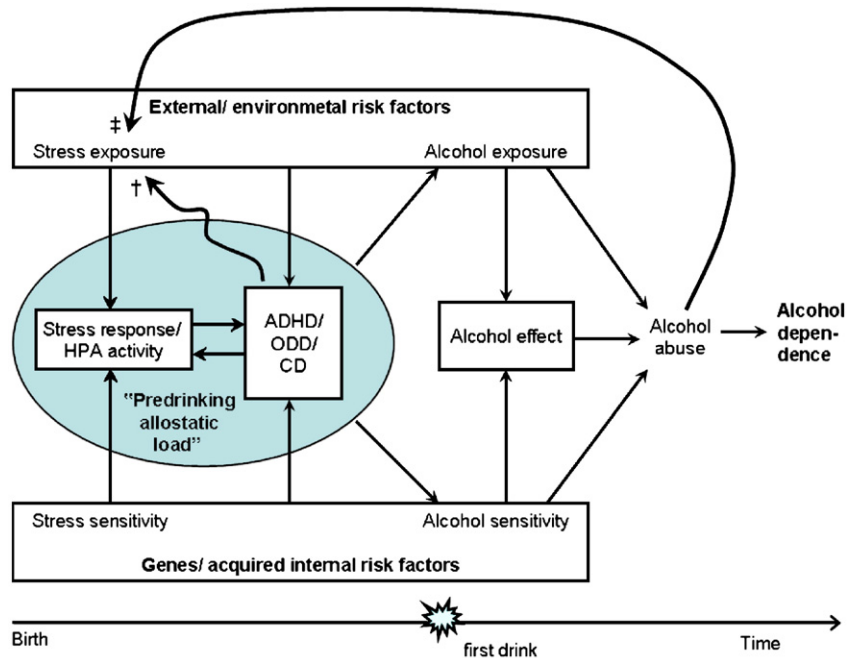 External/ environmetal risk factors
‡
Stress exposure
Alcohol exposure
†
Stress response/
HPA activity
ADHD/
ODD/
CD
"Predrinking
allostatic
load"
Alcohol effect
Alcohol
abuse
Alcohol
depen-
dence
Stress sensitivity
Alcohol sensitivity
Genes/ acquired internal risk factors
Birth
first drink
Time